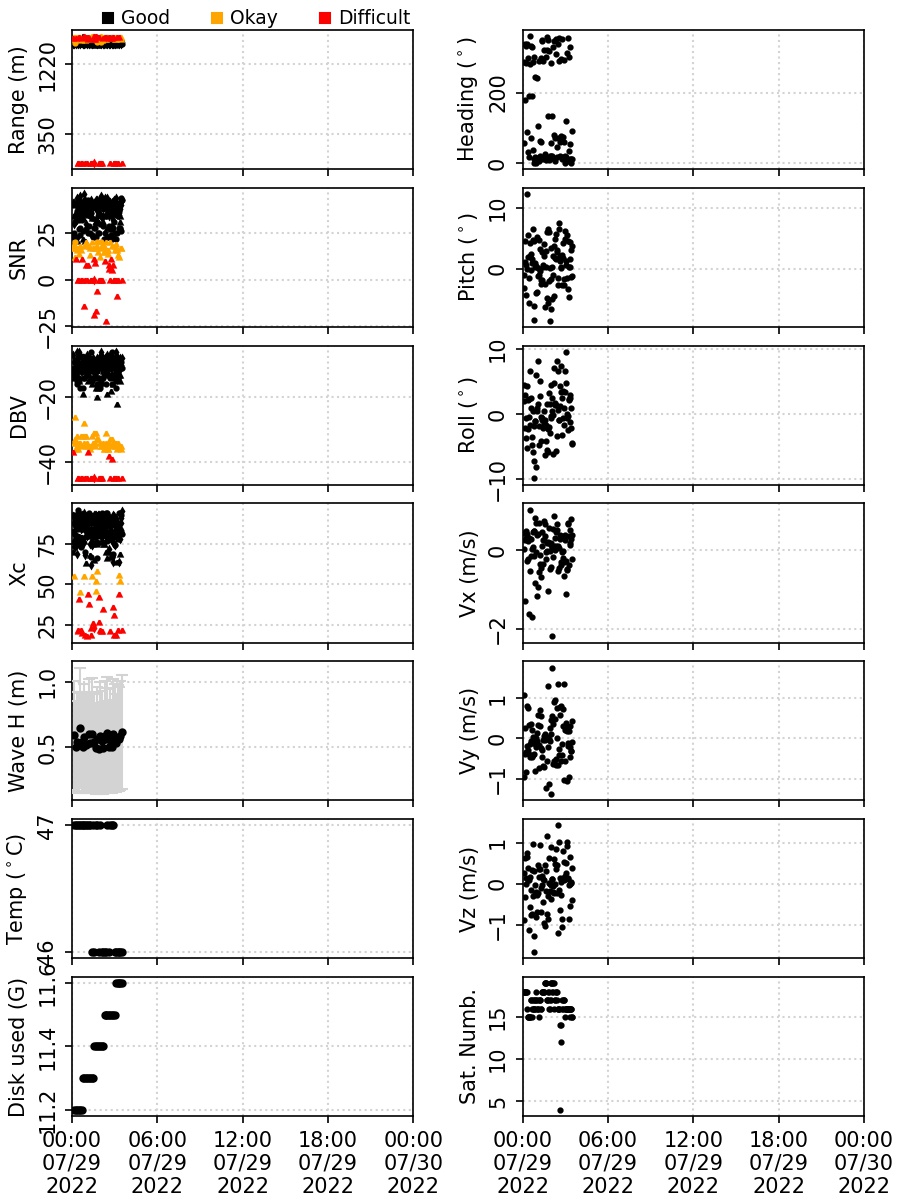 Good Okay Difficult
Range (m)
1220
350
Heading (°)
200
0
SNR
25
0
−25
Pitch (°)
10
0
DBV
−20
−40
Roll (°)
10
0
−10
Xc
75
50
25
Vx (m/s)
0
−2
Wave H (m)
1.0
0.5
Vy (m/s)
1
0
−1
Temp (°C)
47
46
Vz (m/s)
1
0
−1
Disk used (G)
11.6
11.4
11.2
Sat. Numb.
15
10
5
00:00 06:00 12:00 18:00 00:00
07/29 07/29 07/29 07/29 07/30
2022 2022 2022 2022 2022
00:00 06:00 12:00 18:00 00:00
07/29 07/29 07/29 07/29 07/30
2022 2022 2022 2022 2022